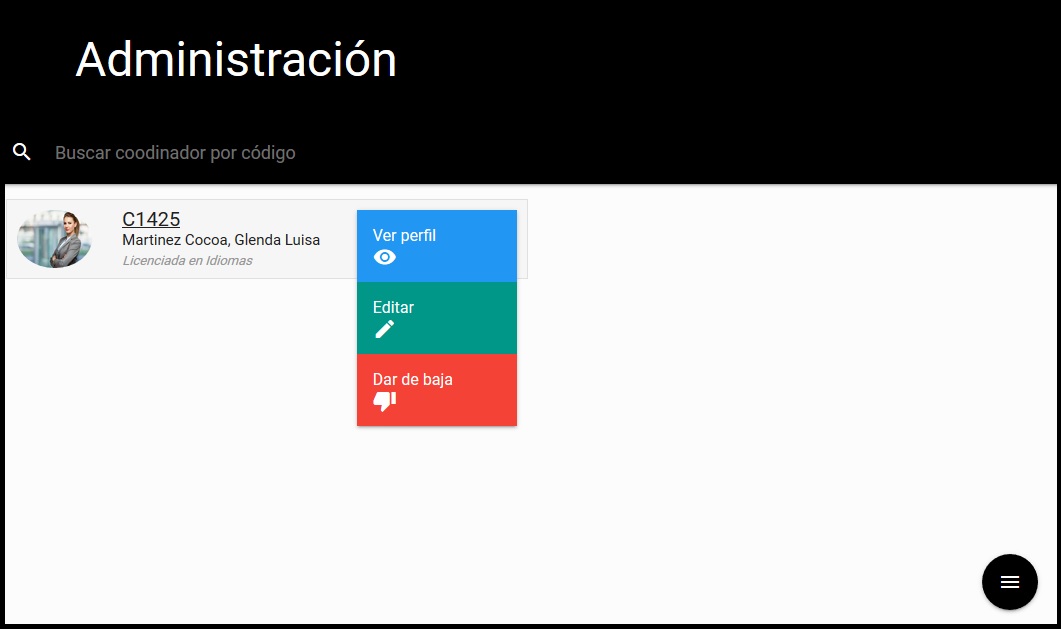 Administración
Buscar coodinador por código
C1425
Martinez Cocoa, Glenda Luisa
Licenciada en Idiomas
Ver perfil
Editar
Dar de baja